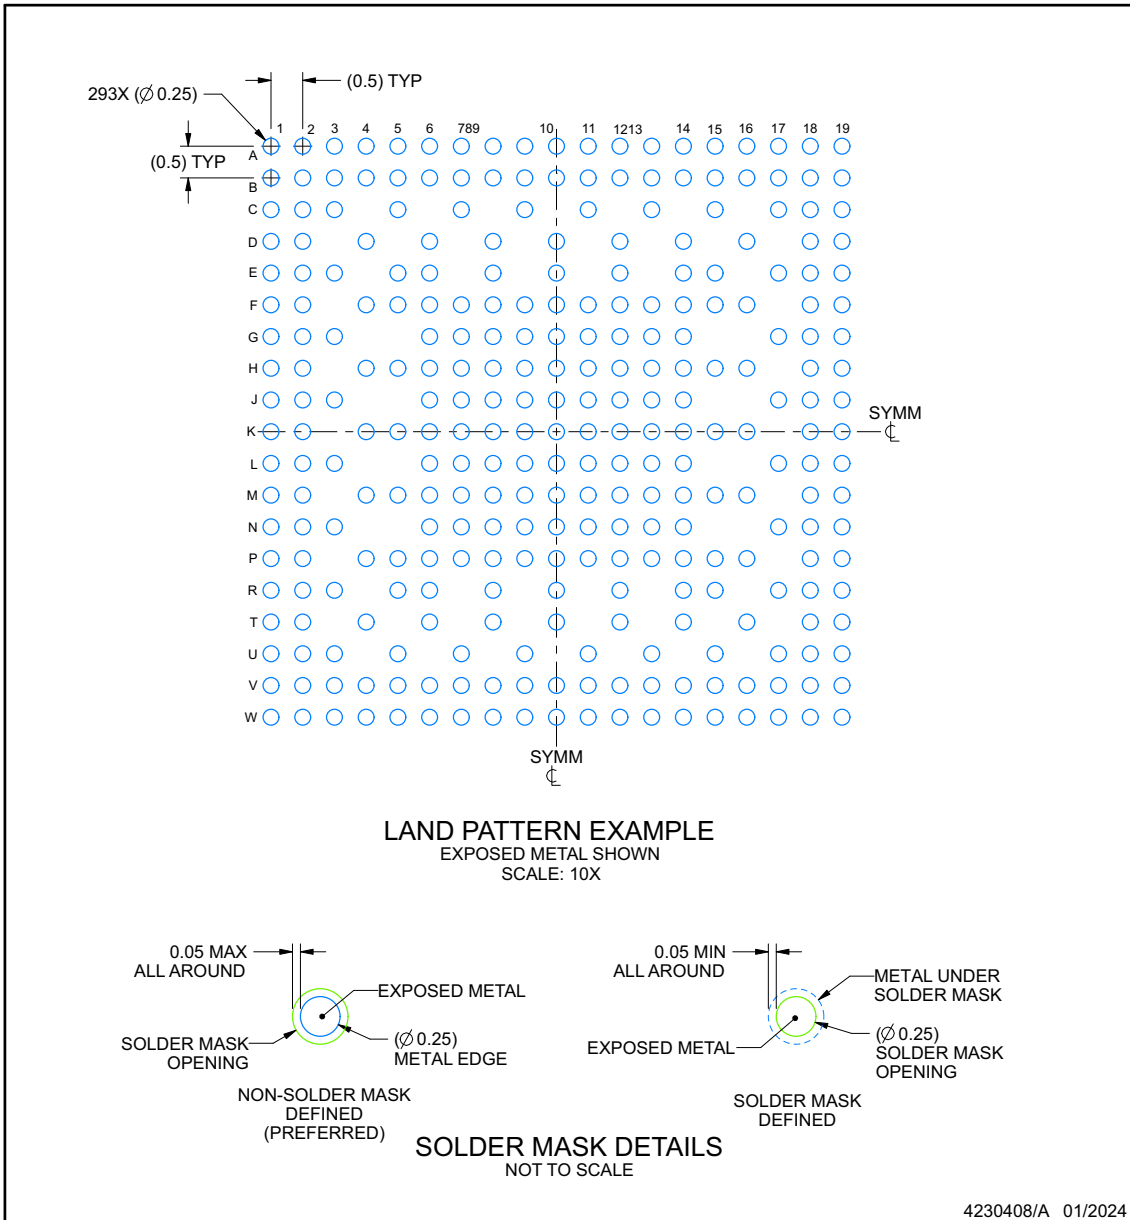 (0.5) TYP
293X (Ø 0.25)
1 2 3 4 5 6 789 10 11 1213 14 15 16 17 18 19
A
(0.5) TYP
B
C
D
E
F
G
H
J
SYMM
℄
K
L
M
N
P
R
T
U
V
W
SYMM
℄
LAND PATTERN EXAMPLE
EXPOSED METAL SHOWN
SCALE: 10X
0.05 MAX
ALL AROUND
EXPOSED METAL
SOLDER MASK
OPENING
(Ø 0.25)
METAL EDGE
NON-SOLDER MASK
DEFINED
(PREFERRED)
0.05 MIN
ALL AROUND
METAL UNDER
SOLDER MASK
EXPOSED METAL
(Ø 0.25)
SOLDER MASK
OPENING
SOLDER MASK
DEFINED
SOLDER MASK DETAILS
NOT TO SCALE
4230408/A 01/2024